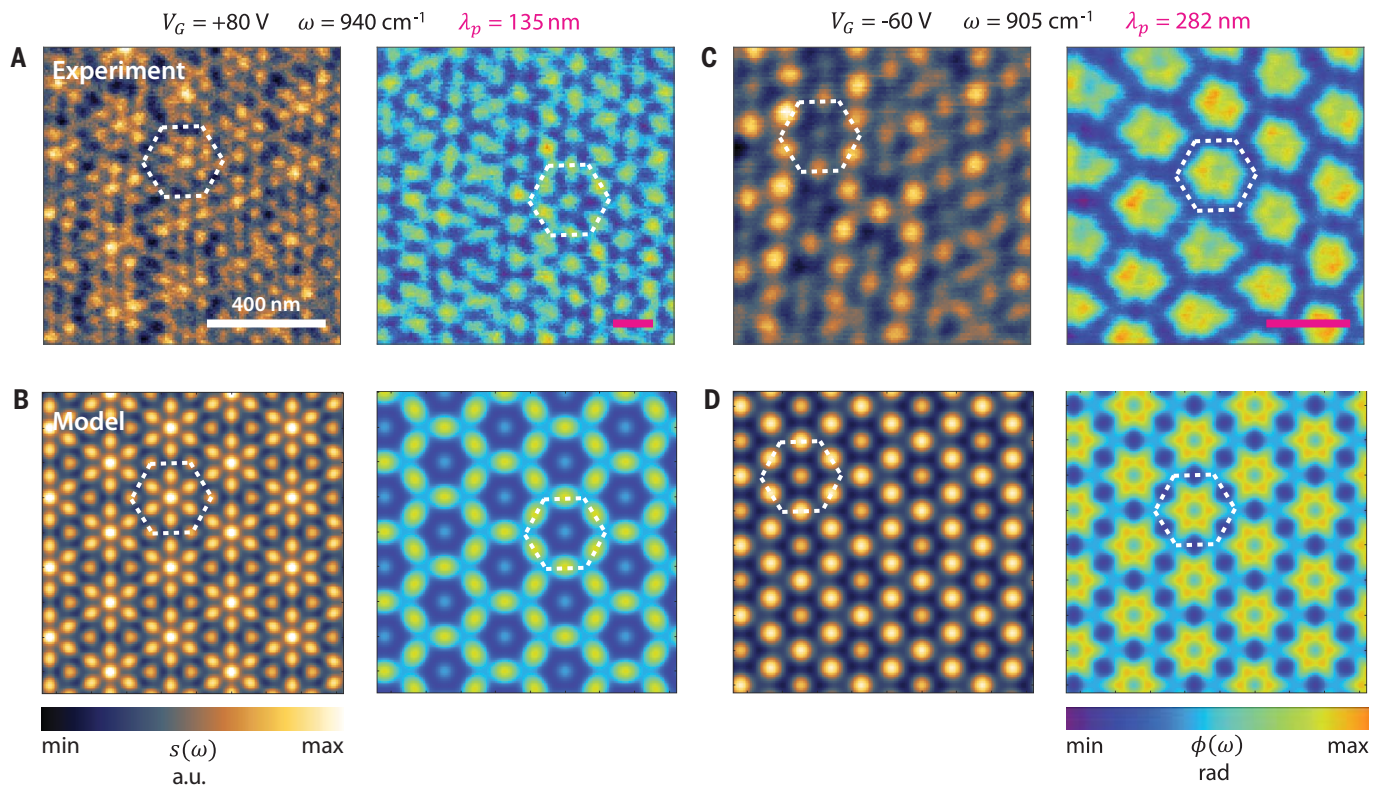 V_G = +80 V ω = 940 cm⁻¹ λ_p = 135 nm
V_G = -60 V ω = 905 cm⁻¹ λ_p = 282 nm
A
Experiment
400 nm
C
B
Model
D
min s(ω) max
a.u.
min ϕ(ω) max
rad